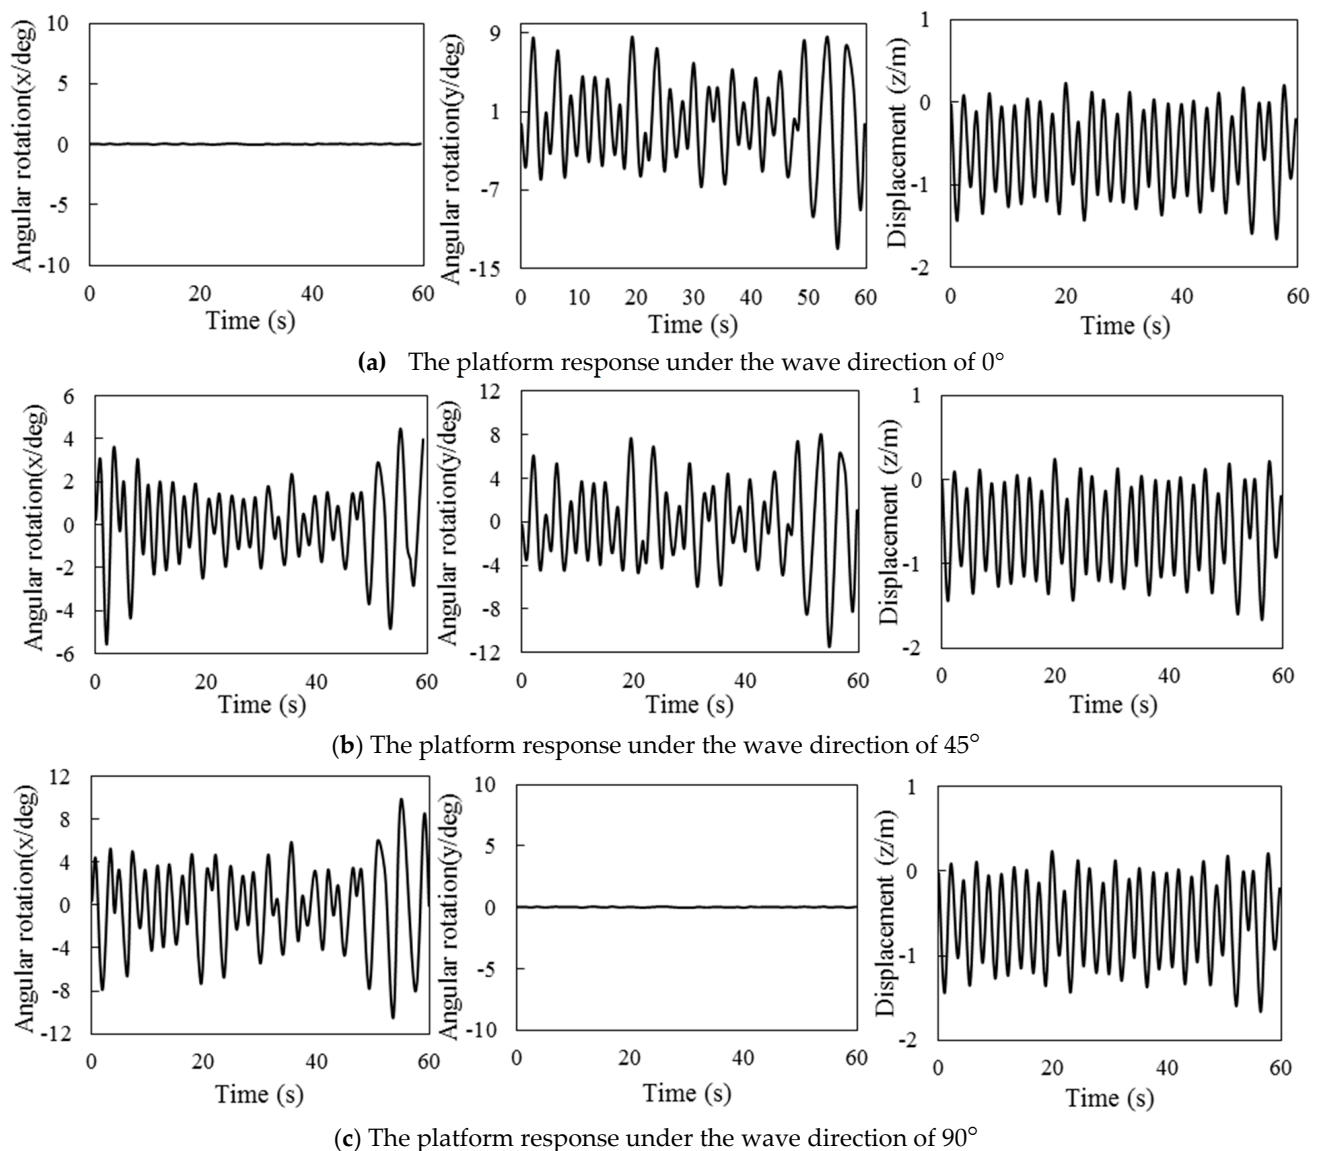 Angular rotation(x/deg)
10
5
0
-5
-10
0 20 40 60
Time (s)
Angular rotation(y/deg)
9
1
-7
-15
0 10 20 30 40 50 60
Time (s)
Displacement (z/m)
1
0
-1
-2
0 20 40 60
Time (s)
(a) The platform response under the wave direction of 0°
Angular rotation(x/deg)
6
4
2
0
-2
-4
-6
0 20 40 60
Time (s)
Angular rotation(y/deg)
12
8
4
0
-4
-8
-12
0 20 40 60
Time (s)
Displacement (z/m)
1
0
-1
-2
0 20 40 60
Time (s)
(b) The platform response under the wave direction of 45°
Angular rotation(x/deg)
12
8
4
0
-4
-8
-12
0 20 40 60
Time (s)
Angular rotation(y/deg)
10
5
0
-5
-10
0 20 40 60
Time (s)
Displacement (z/m)
1
0
-1
-2
0 20 40 60
Time (s)
(c) The platform response under the wave direction of 90°